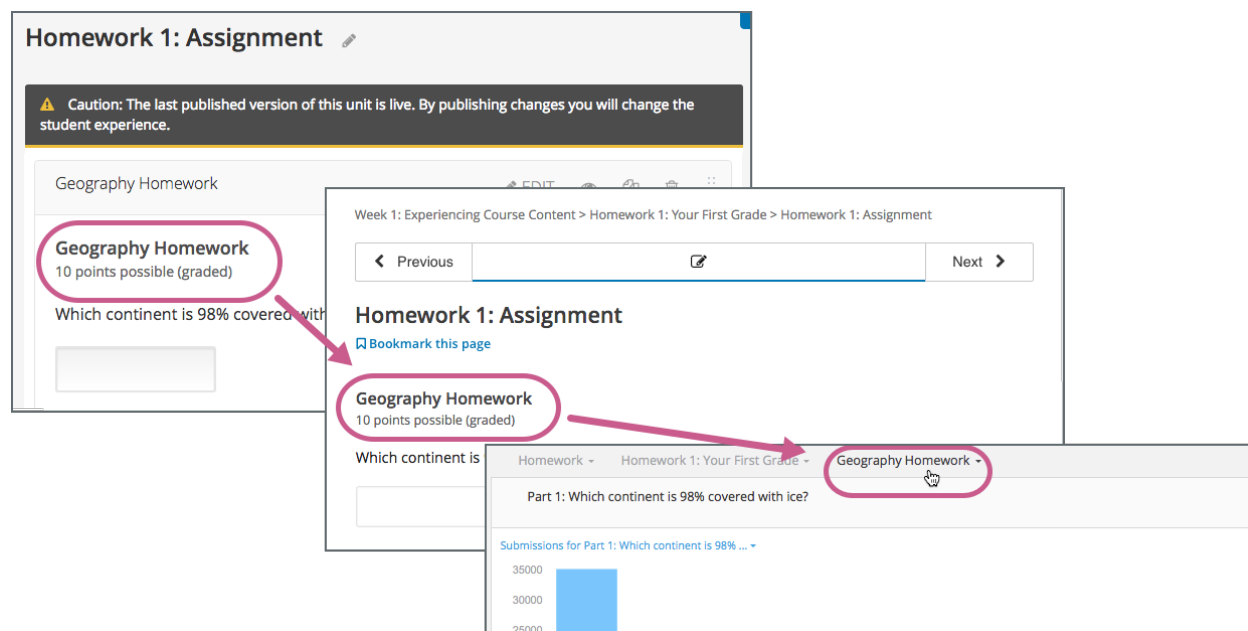 Homework 1: Assignment
Caution: The last published version of this unit is live. By publishing changes you will change the
student experience.
Geography Homework
EDIT
Geography Homework
10 points possible (graded)
Which continent is 98% covered with
Week 1: Experiencing Course Content > Homework 1: Your First Grade > Homework 1: Assignment
Previous
Next
Homework 1: Assignment
Bookmark this page
Geography Homework
10 points possible (graded)
Which continent is
Homework
Homework 1: Your First Grade
Geography Homework
Part 1: Which continent is 98% covered with ice?
Submissions for Part 1: Which continent is 98% ...
35000
30000
25000